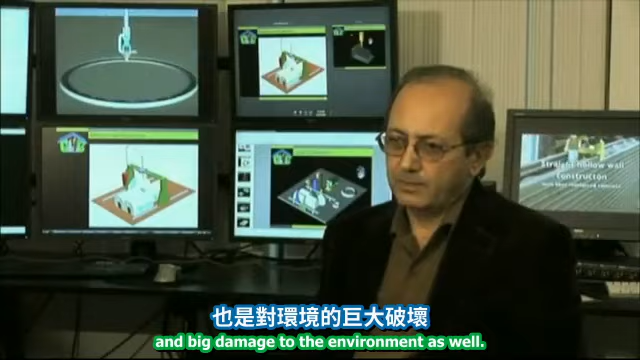 Straight hollow wall
Construction
也是對環境的巨大破壞
and big damage to the environment as well.